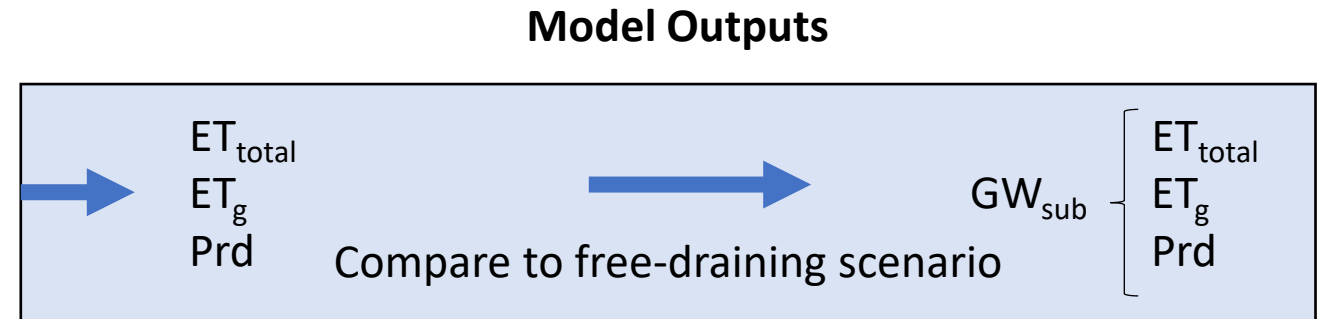 Model Outputs
ET_total
ET_g
Prd
Compare to free-draining scenario
GW_sub
ET_total
ET_g
Prd